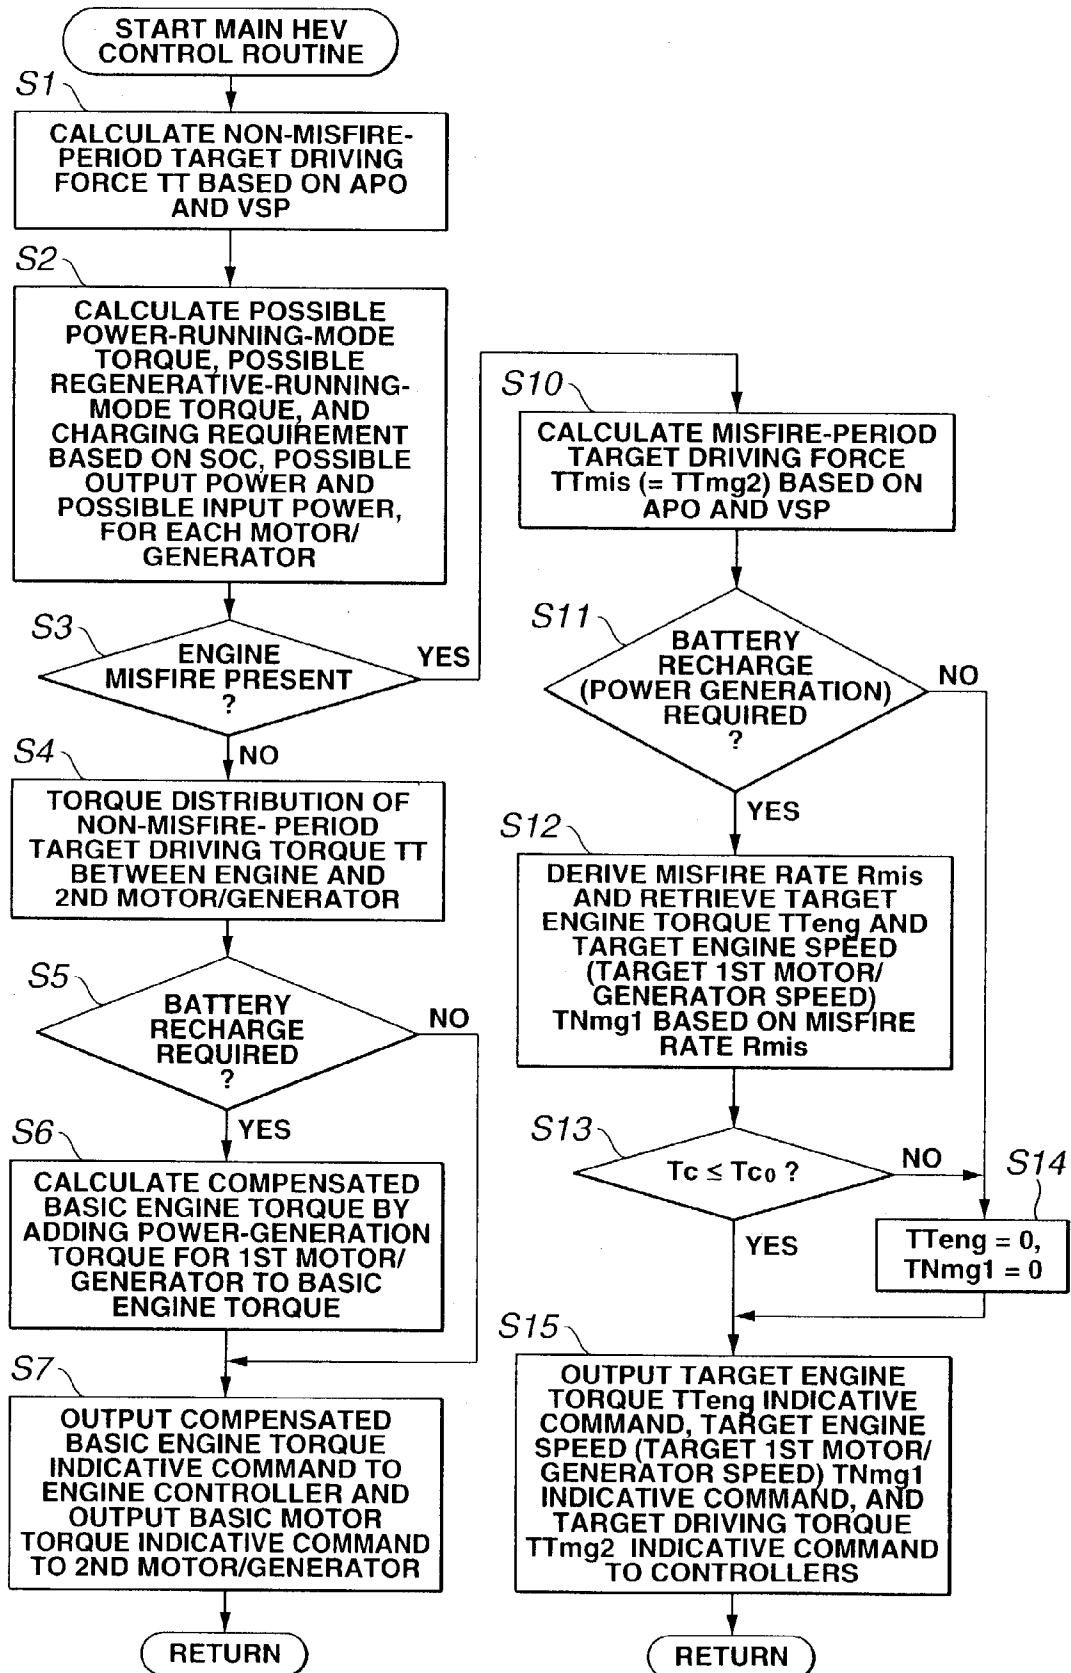 START MAIN HEV
CONTROL ROUTINE
S1
CALCULATE NON-MISFIRE-
PERIOD TARGET DRIVING
FORCE TT BASED ON APO
AND VSP
S2
CALCULATE POSSIBLE
POWER-RUNNING-MODE
TORQUE, POSSIBLE
REGENERATIVE-RUNNING-
MODE TORQUE, AND
CHARGING REQUIREMENT
BASED ON SOC, POSSIBLE
OUTPUT POWER AND
POSSIBLE INPUT POWER,
FOR EACH MOTOR/
GENERATOR
S3
ENGINE
MISFIRE PRESENT
?
YES
NO
S4
TORQUE DISTRIBUTION OF
NON-MISFIRE- PERIOD
TARGET DRIVING TORQUE TT
BETWEEN ENGINE AND
2ND MOTOR/GENERATOR
S5
BATTERY
RECHARGE
REQUIRED
?
NO
YES
S6
CALCULATE COMPENSATED
BASIC ENGINE TORQUE BY
ADDING POWER-GENERATION
TORQUE FOR 1ST MOTOR/
GENERATOR TO BASIC
ENGINE TORQUE
S7
OUTPUT COMPENSATED
BASIC ENGINE TORQUE
INDICATIVE COMMAND TO
ENGINE CONTROLLER AND
OUTPUT BASIC MOTOR
TORQUE INDICATIVE COMMAND
TO 2ND MOTOR/GENERATOR
RETURN
S10
CALCULATE MISFIRE-PERIOD
TARGET DRIVING FORCE
TTmis (= TTmg2) BASED ON
APO AND VSP
S11
BATTERY
RECHARGE
(POWER GENERATION)
REQUIRED
?
NO
YES
S12
DERIVE MISFIRE RATE Rmis
AND RETRIEVE TARGET
ENGINE TORQUE TTeng AND
TARGET ENGINE SPEED
(TARGET 1ST MOTOR/
GENERATOR SPEED)
TNmg1 BASED ON MISFIRE
RATE Rmis
S13
Tc ≤ Tc0 ?
NO
YES
S14
TTeng = 0,
TNmg1 = 0
S15
OUTPUT TARGET ENGINE
TORQUE TTeng INDICATIVE
COMMAND, TARGET ENGINE
SPEED (TARGET 1ST MOTOR/
GENERATOR SPEED) TNmg1
INDICATIVE COMMAND, AND
TARGET DRIVING TORQUE
TTmg2 INDICATIVE COMMAND
TO CONTROLLERS
RETURN